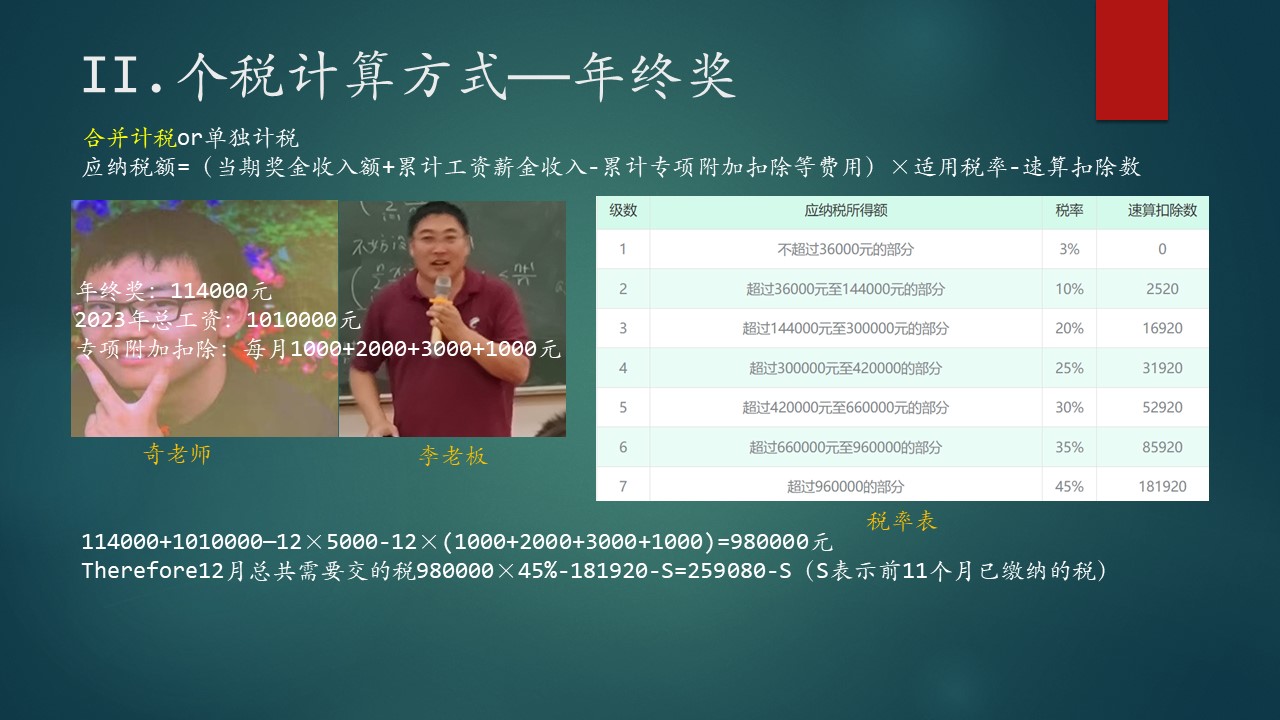 II.个税计算方式——年终奖
合并计税or单独计税
应纳税额=（当期奖金收入额+累计工资薪金收入-累计专项附加扣除等费用）×适用税率-速算扣除数
年终奖：114000元
2023年总工资：1010000元
专项附加扣除：每月1000+2000+3000+1000元
奇老师
李老板
级数 应纳税所得额 税率 速算扣除数
1 不超过36000元的部分 3% 0
2 超过36000元至144000元的部分 10% 2520
3 超过144000元至300000元的部分 20% 16920
4 超过300000元至420000元的部分 25% 31920
5 超过420000元至660000元的部分 30% 52920
6 超过660000元至960000元的部分 35% 85920
7 超过960000的部分 45% 181920
税率表
114000+1010000—12×5000-12×(1000+2000+3000+1000)=980000元
Therefore12月总共需要交的税980000×45%-181920-S=259080-S（S表示前11个月已缴纳的税）